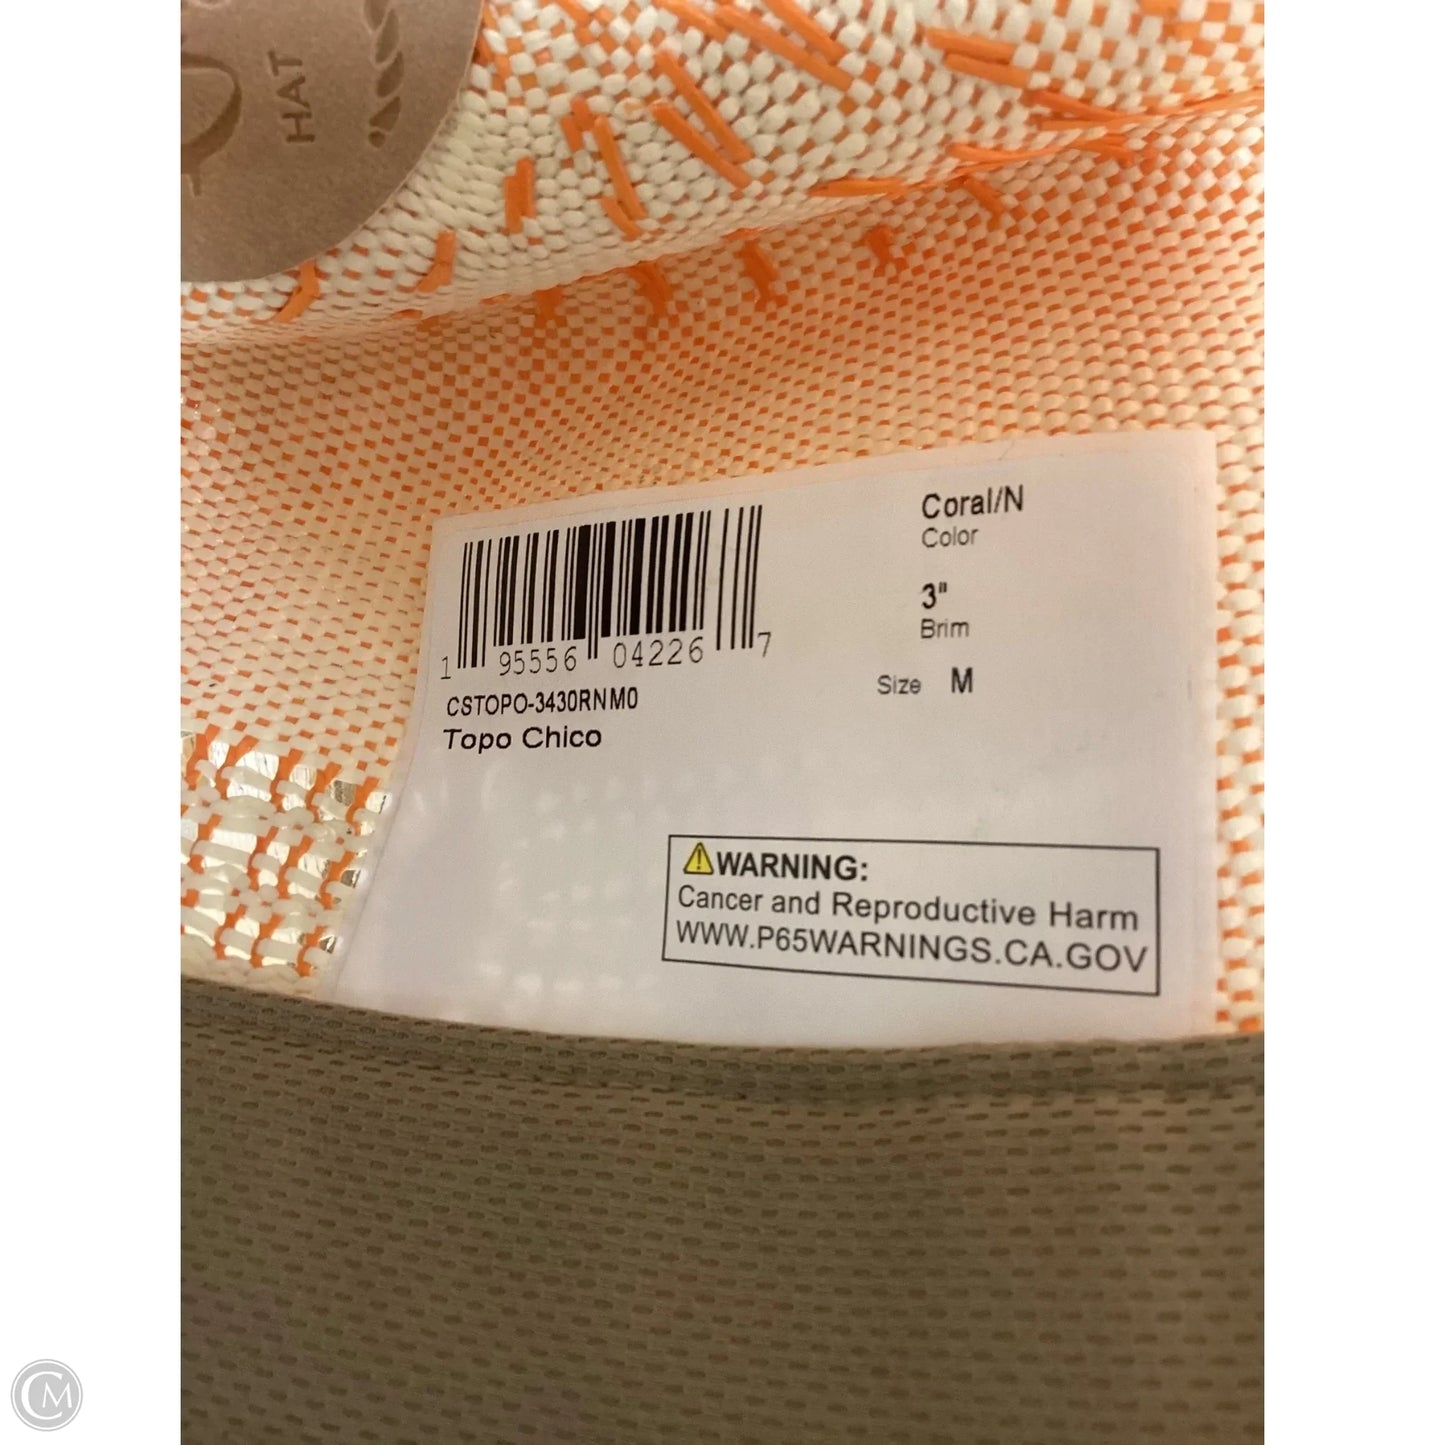 HAT
1 95556 04226 7
CSTOPO-3430RNM0
Topo Chico
Coral/N
Color
3"
Brim
Size M
WARNING:
Cancer and Reproductive Harm
WWW.P65WARNINGS.CA.GOV
CM